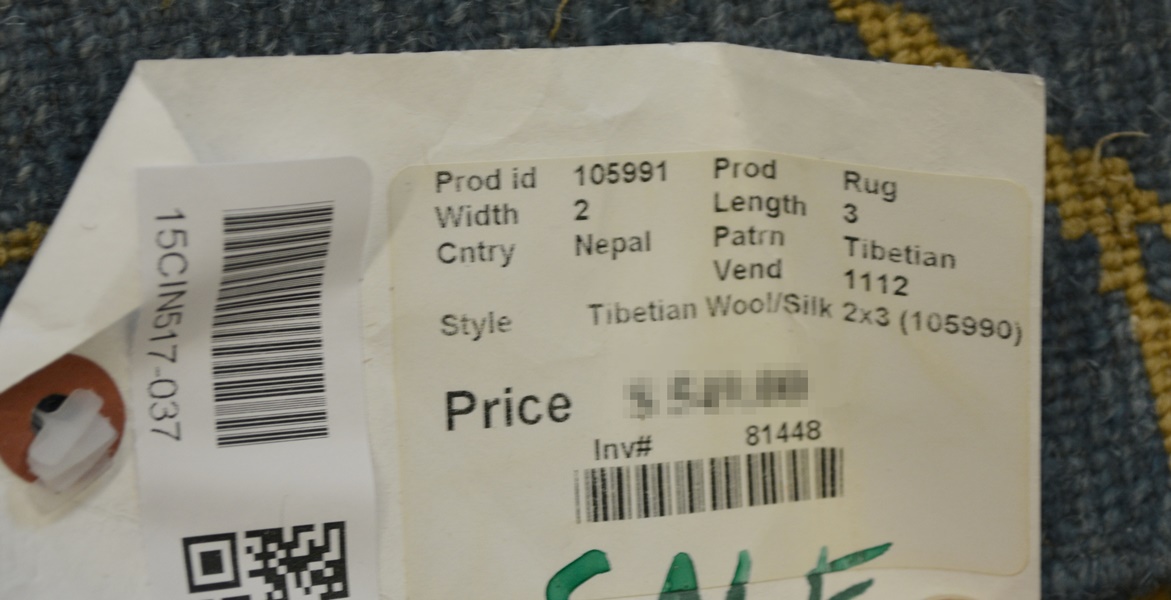 15CIN517-037
Prod id 105991 Prod Rug
Width 2 Length 3
Cntry Nepal Patrn Tibetian
Vend 1112
Style Tibetian Wool/Silk 2x3 (105990)
Price
Inv# 81448
SALE